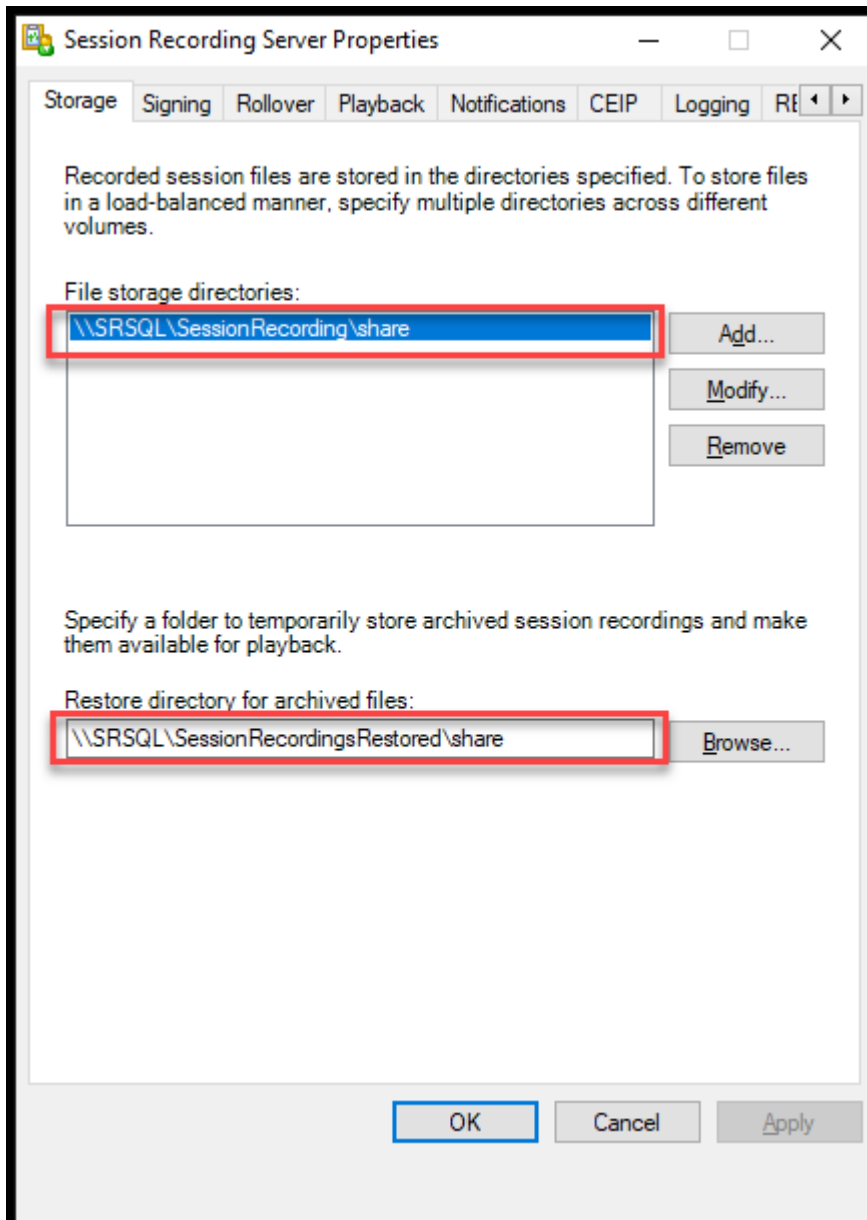 Session Recording Server Properties
Storage Signing Rollover Playback Notifications CEIP Logging RE
Recorded session files are stored in the directories specified. To store files
in a load-balanced manner, specify multiple directories across different
volumes.
File storage directories:
\\SRSQL\SessionRecording\share
Add...
Modify...
Remove
Specify a folder to temporarily store archived session recordings and make
them available for playback.
Restore directory for archived files:
\\SRSQL\SessionRecordingsRestored\share
Browse...
OK Cancel Apply